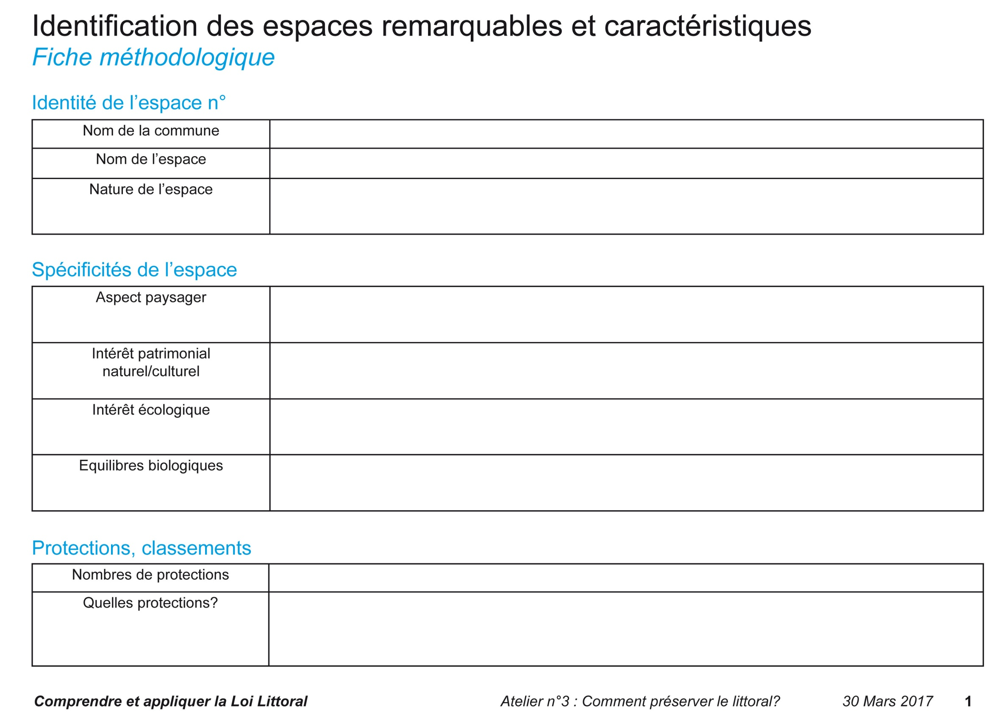 Identification des espaces remarquables et caractéristiques
Fiche méthodologique
Identité de l’espace n°
Nom de la commune
Nom de l’espace
Nature de l’espace
Spécificités de l’espace
Aspect paysager
Intérêt patrimonial
naturel/culturel
Intérêt écologique
Equilibres biologiques
Protections, classements
Nombres de protections
Quelles protections?
Comprendre et appliquer la Loi Littoral Atelier n°3 : Comment préserver le littoral? 30 Mars 2017 1